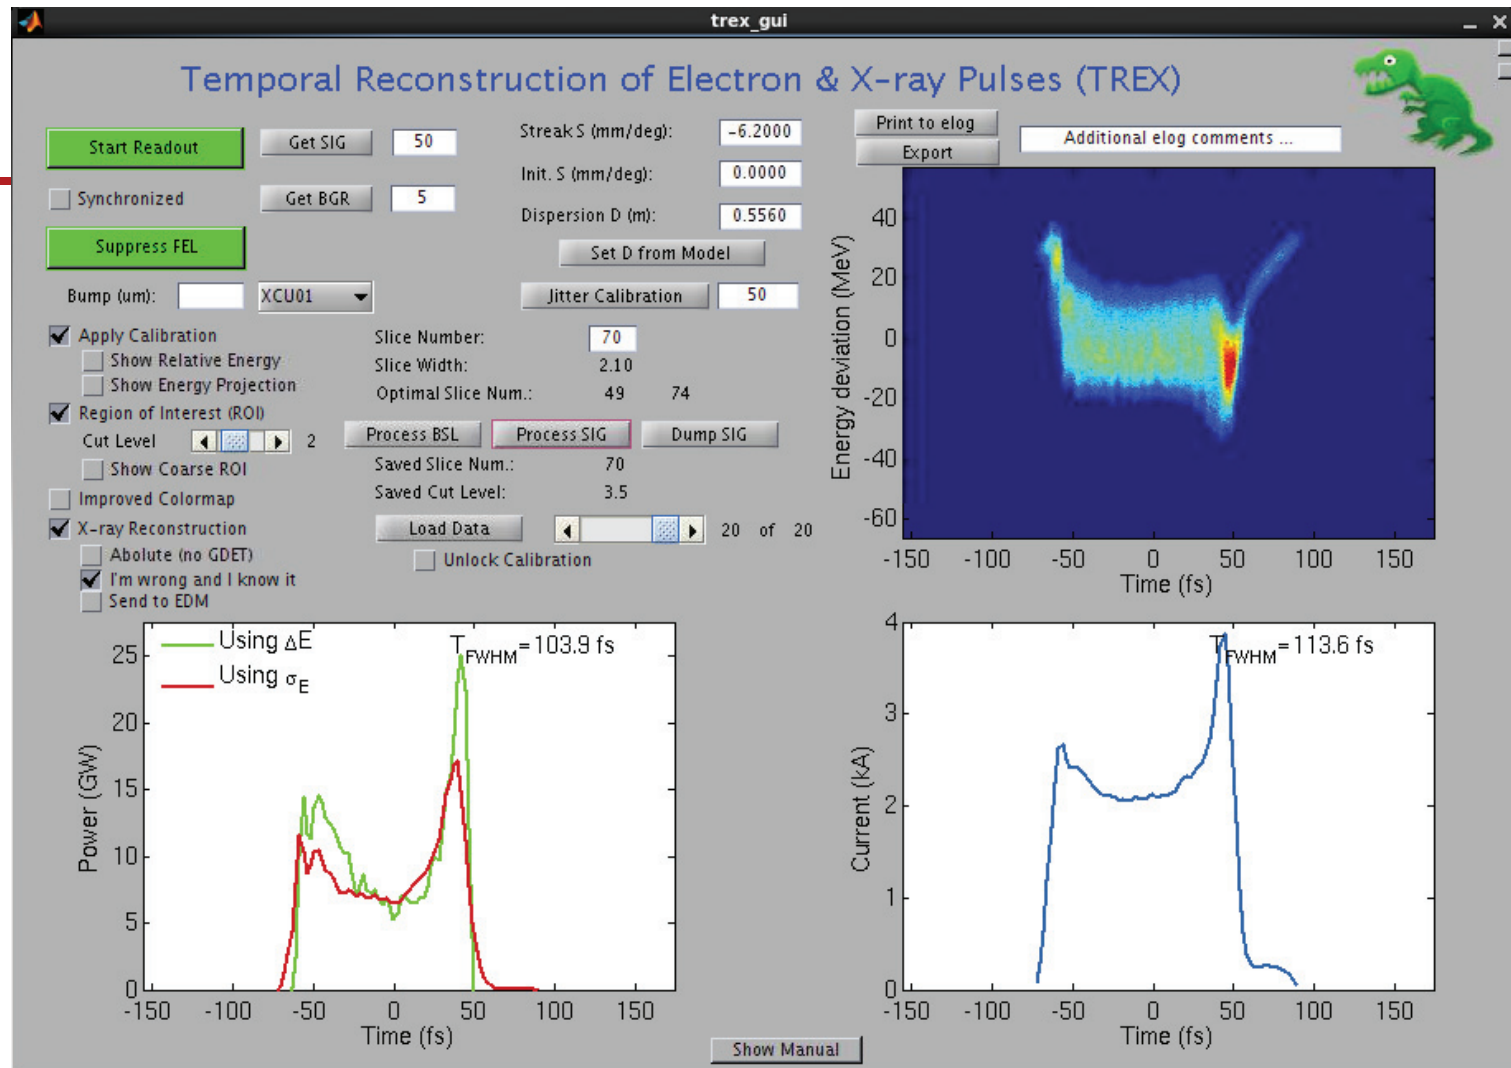 trex_gui
Temporal Reconstruction of Electron & X-ray Pulses (TREX)
Start Readout
Get SIG
50
Synchronized
Get BGR
5
Suppress FEL
Bump (um):
XCU01
Streak S (mm/deg):
-6.2000
Init. S (mm/deg):
0.0000
Dispersion D (m):
0.5560
Set D from Model
Jitter Calibration
50
Print to elog
Export
Additional elog comments ...
Apply Calibration
Show Relative Energy
Show Energy Projection
Region of Interest (ROI)
Cut Level
2
Show Coarse ROI
Improved Colormap
X-ray Reconstruction
Abolute (no GDET)
I'm wrong and I know it
Send to EDM
Slice Number:
70
Slice Width:
2.10
Optimal Slice Num.:
49 74
Process BSL
Process SIG
Dump SIG
Saved Slice Num.:
70
Saved Cut Level:
3.5
Load Data
20 of 20
Unlock Calibration
Energy deviation (MeV)
40
20
0
-20
-40
-60
-150 -100 -50 0 50 100 150
Time (fs)
Using ΔE
Using σE
TFWHM=103.9 fs
Power (GW)
25
20
15
10
5
0
-150 -100 -50 0 50 100 150
Time (fs)
TFWHM=113.6 fs
Current (kA)
4
3
2
1
0
-150 -100 -50 0 50 100 150
Time (fs)
Show Manual